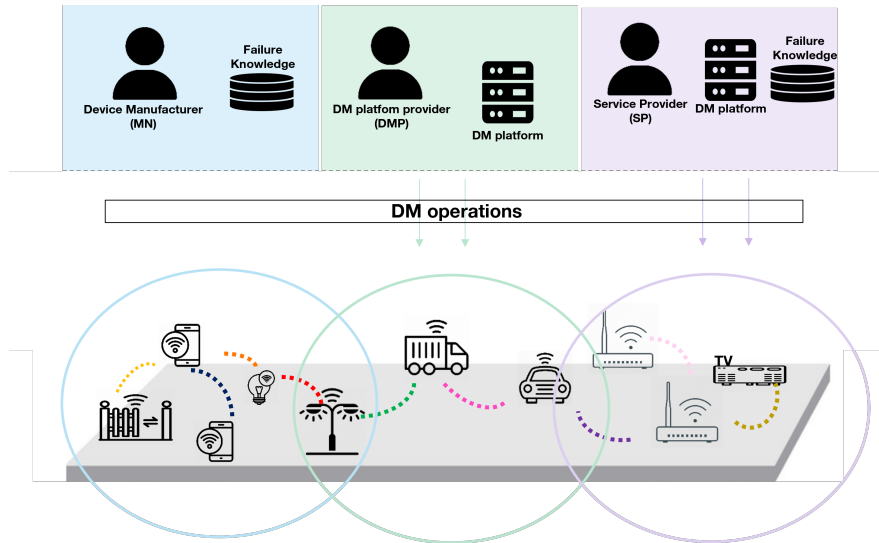 Failure
Knowledge
Device Manufacturer
(MN)
DM platfom provider
(DMP)
DM platform
Failure
Knowledge
Service Provider
(SP)
DM platform
DM operations
TV